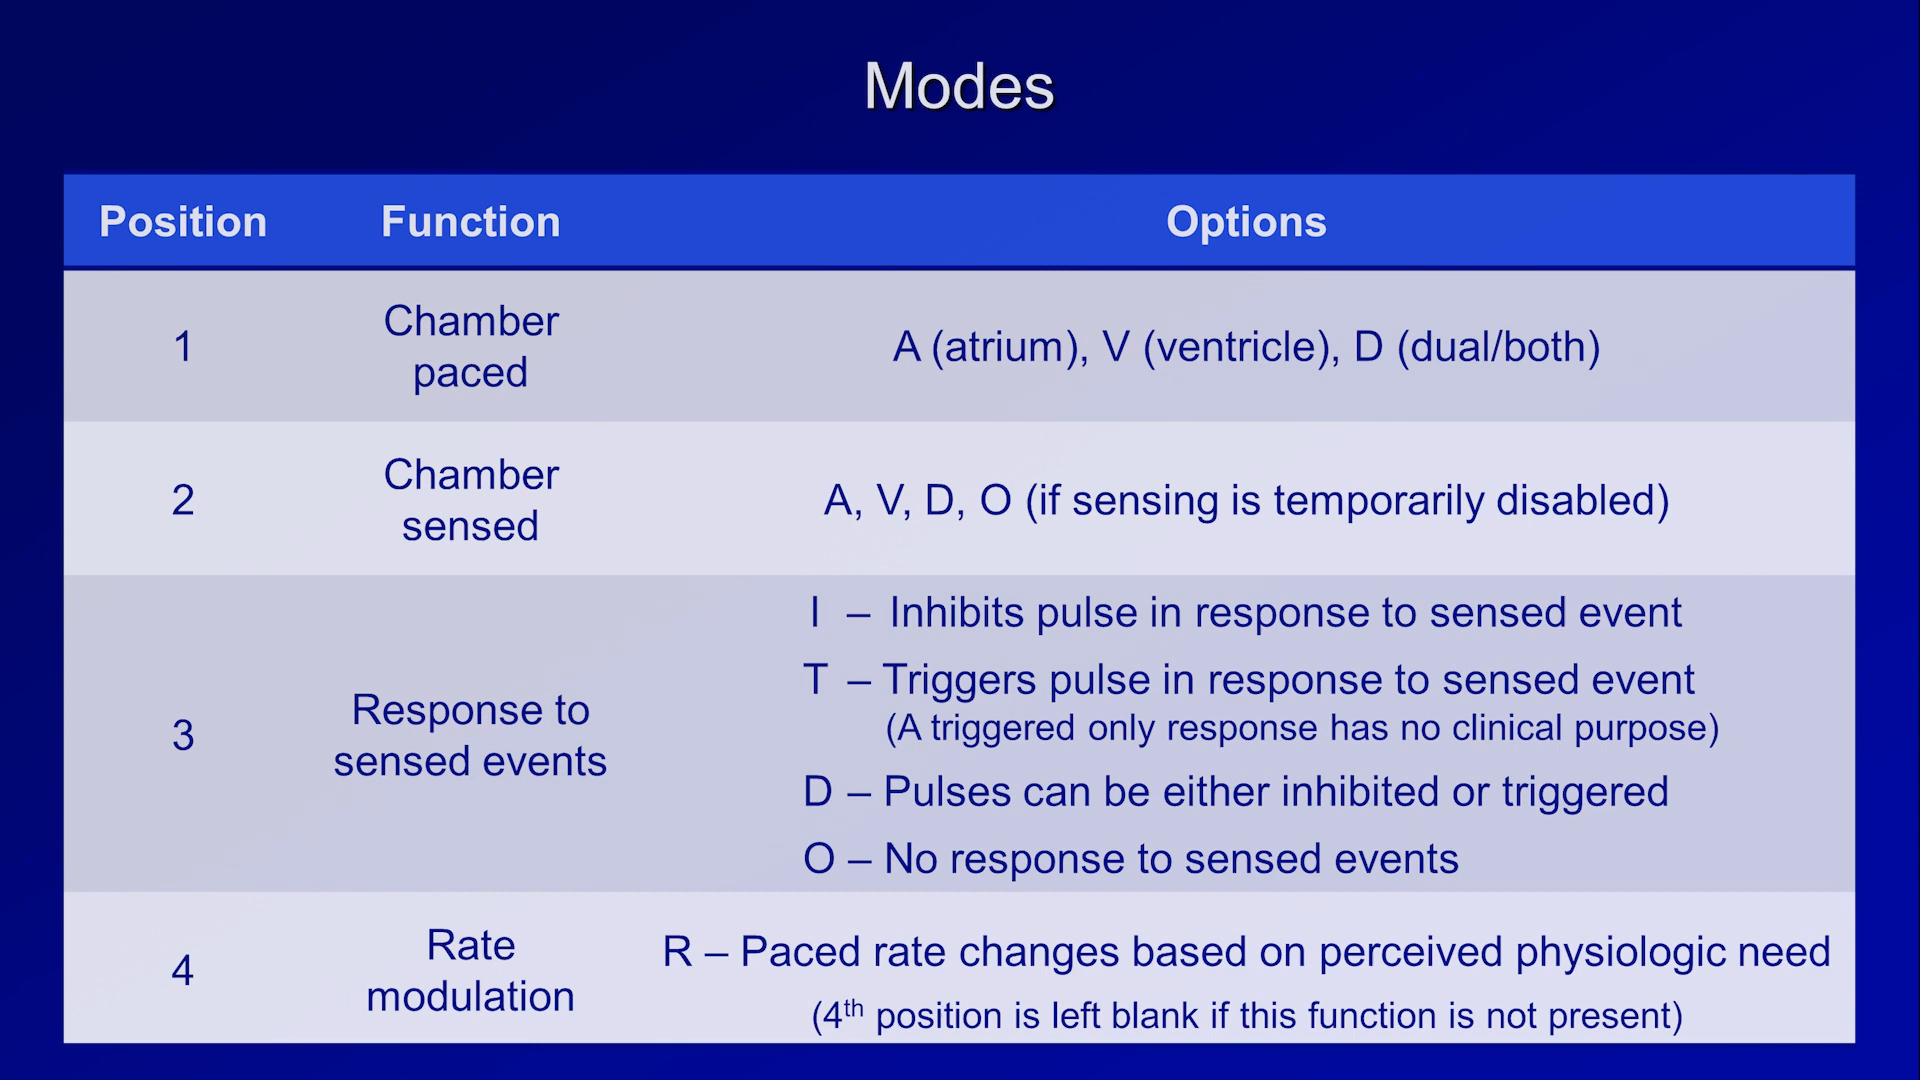 Modes
Position Function Options
1 Chamber paced A (atrium), V (ventricle), D (dual/both)
2 Chamber sensed A, V, D, O (if sensing is temporarily disabled)
3 Response to sensed events
I – Inhibits pulse in response to sensed event
T – Triggers pulse in response to sensed event
(A triggered only response has no clinical purpose)
D – Pulses can be either inhibited or triggered
O – No response to sensed events
4 Rate modulation
R – Paced rate changes based on perceived physiologic need
(4th position is left blank if this function is not present)